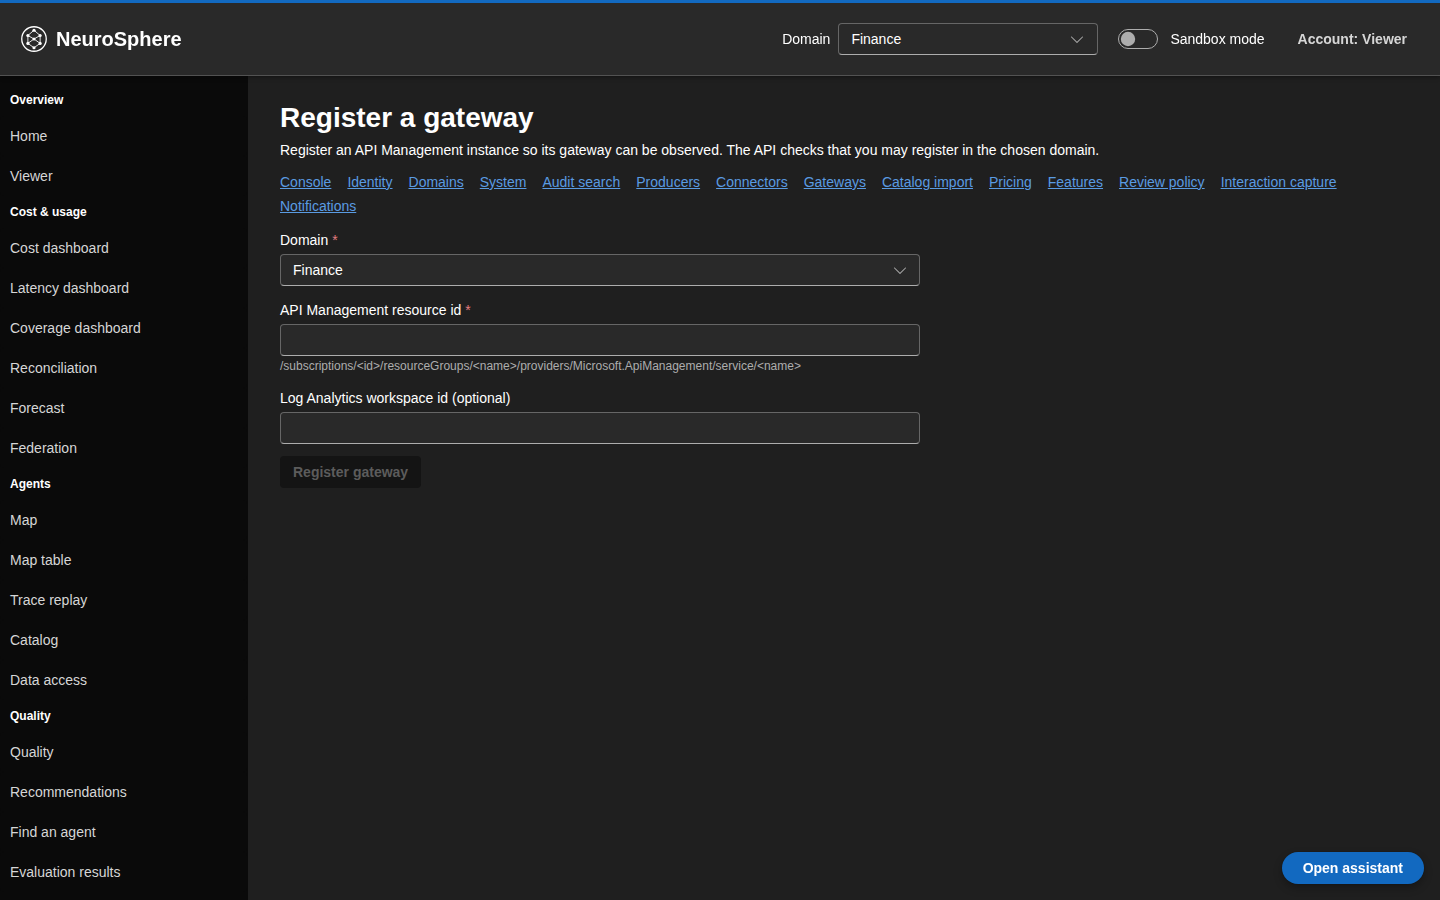 NeuroSphere
Domain
Finance
Sandbox mode
Account: Viewer
Overview
Home
Viewer
Cost & usage
Cost dashboard
Latency dashboard
Coverage dashboard
Reconciliation
Forecast
Federation
Agents
Map
Map table
Trace replay
Catalog
Data access
Quality
Quality
Recommendations
Find an agent
Evaluation results
Register a gateway
Register an API Management instance so its gateway can be observed. The API checks that you may register in the chosen domain.
Console Identity Domains System Audit search Producers Connectors Gateways Catalog import Pricing Features Review policy Interaction capture
Notifications
Domain *
Finance
API Management resource id *
/subscriptions/<id>/resourceGroups/<name>/providers/Microsoft.ApiManagement/service/<name>
Log Analytics workspace id (optional)
Register gateway
Open assistant